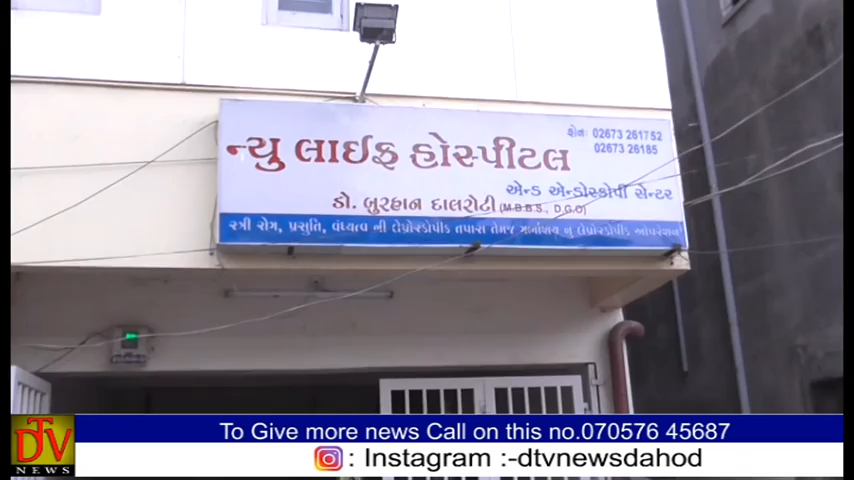 ફોન: 02673 261752
02673 26185
ન્યુ લાઈફ હોસ્પીટલ
એન્ડ એન્ડોસ્કોપી સેન્ટર
ડો. બુરહાન દાલરોટી (M.B.B.S., D.G.O)
સ્ત્રી રોગ, પ્રસુતિ, વંધ્યત્વ ની લેપ્રોસ્કોપીક તપાસ તેમજ ગર્ભાશય નુ લેપ્રોસ્કોપીક ઓપરેશન
To Give more news Call on this no.070576 45687
: Instagram :-dtvnewsdahod
DTV
NEWS